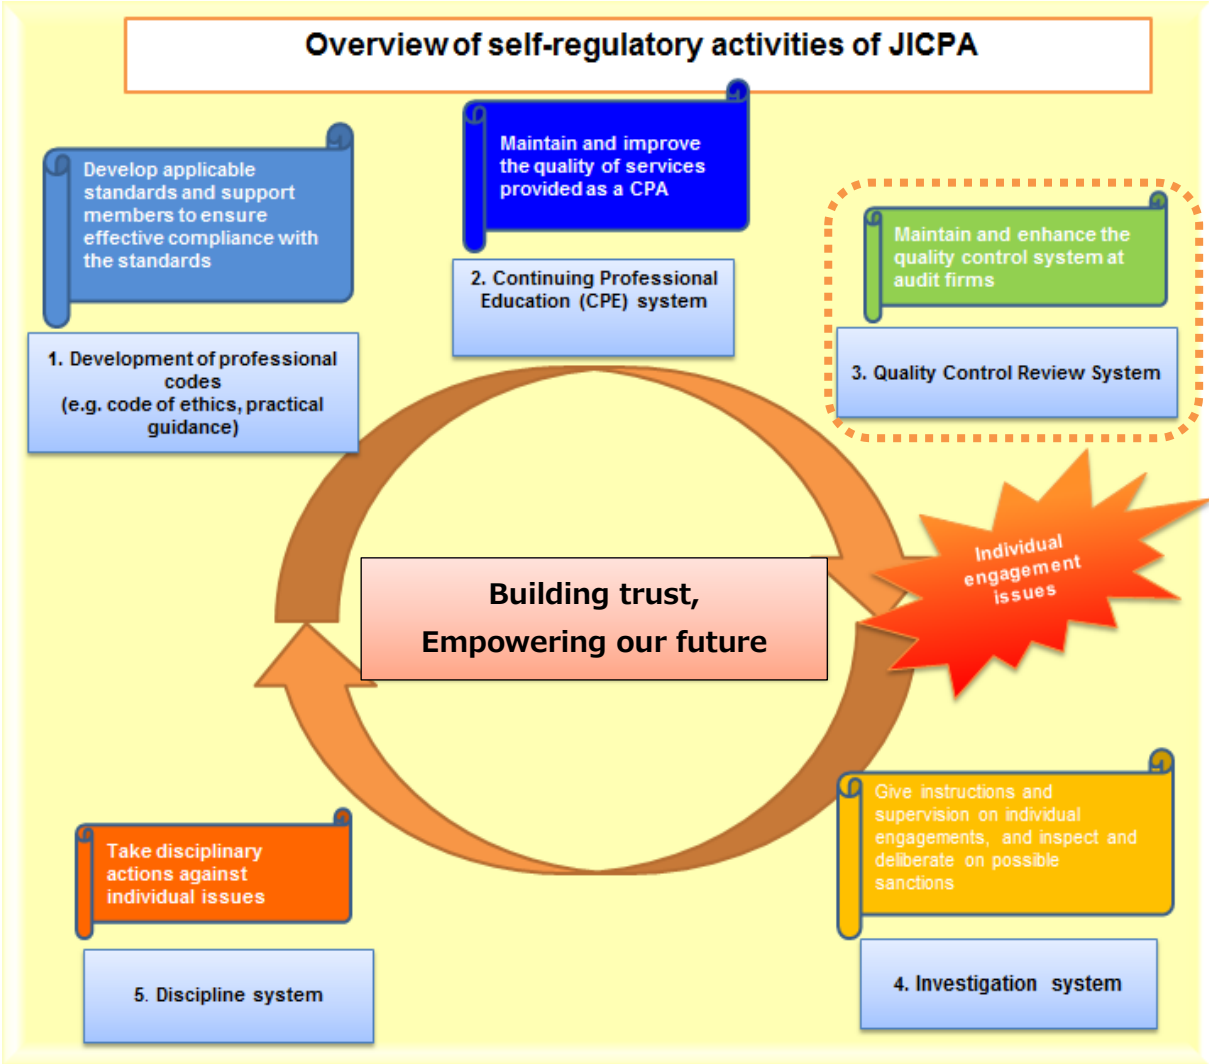 Overview of self-regulatory activities of JICPA
Develop applicable
standards and support
members to ensure
effective compliance with
the standards
1. Development of professional
codes
(e.g. code of ethics, practical
guidance)
Maintain and improve
the quality of services
provided as a CPA
2. Continuing Professional
Education (CPE) system
Maintain and enhance the
quality control system at
audit firms
3. Quality Control Review System
Individual
engagement
issues
Building trust,
Empowering our future
Give instructions and
supervision on individual
engagements, and inspect and
deliberate on possible
sanctions
4. Investigation system
Take disciplinary
actions against
individual issues
5. Discipline system